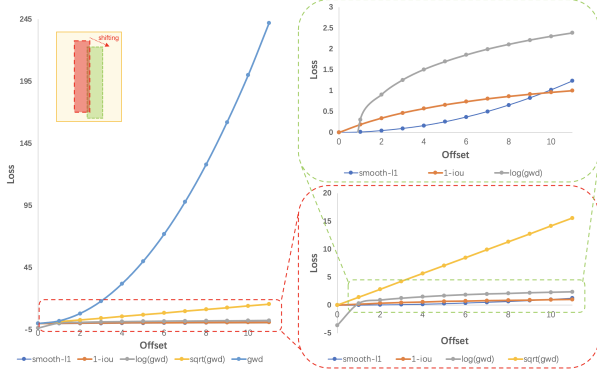 245
195
145
95
45
-5
Loss
shifting
0
2
4
6
8
10
Offset
smooth-l1
1-iou
log(gwd)
sqrt(gwd)
gwd
3
2.5
2
1.5
1
0.5
0
Loss
0
2
4
6
8
10
Offset
smooth-l1
1-iou
log(gwd)
20
15
10
5
0
-5
Loss
0
2
4
6
8
10
Offset
smooth-l1
1-iou
log(gwd)
sqrt(gwd)